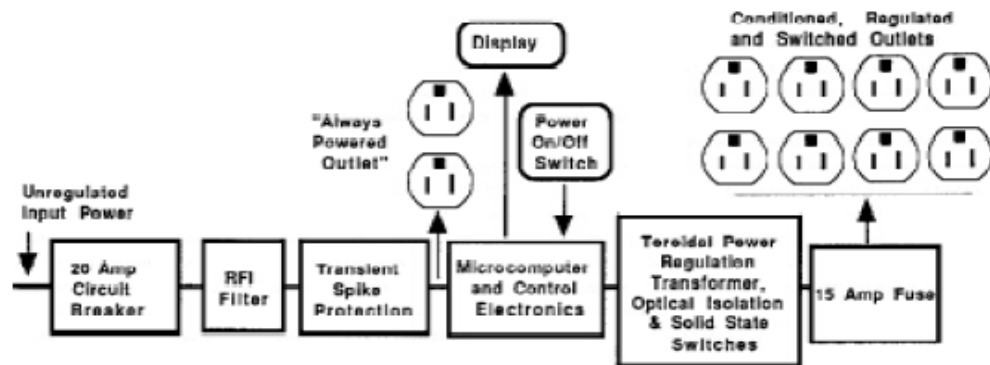 Conditioned, Regulated
and Switched Outlets
Display
"Always
Powered
Outlet"
Power
On/Off
Switch
Unregulated
Input Power
20 Amp
Circuit
Breaker
RFI
Filter
Transient
Spike
Protection
Microcomputer
and Control
Electronics
Toroidal Power
Regulation
Transformer,
Optical Isolation
& Solid State
Switches
15 Amp Fuse